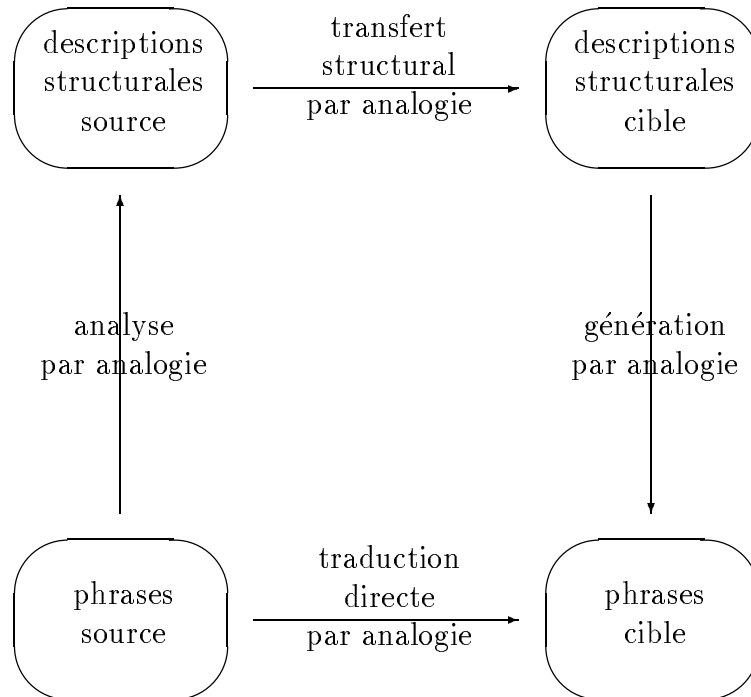 descriptions
structurales
source
transfert
structural
par analogie
descriptions
structurales
cible
analyse
par analogie
génération
par analogie
phrases
source
traduction
directe
par analogie
phrases
cible